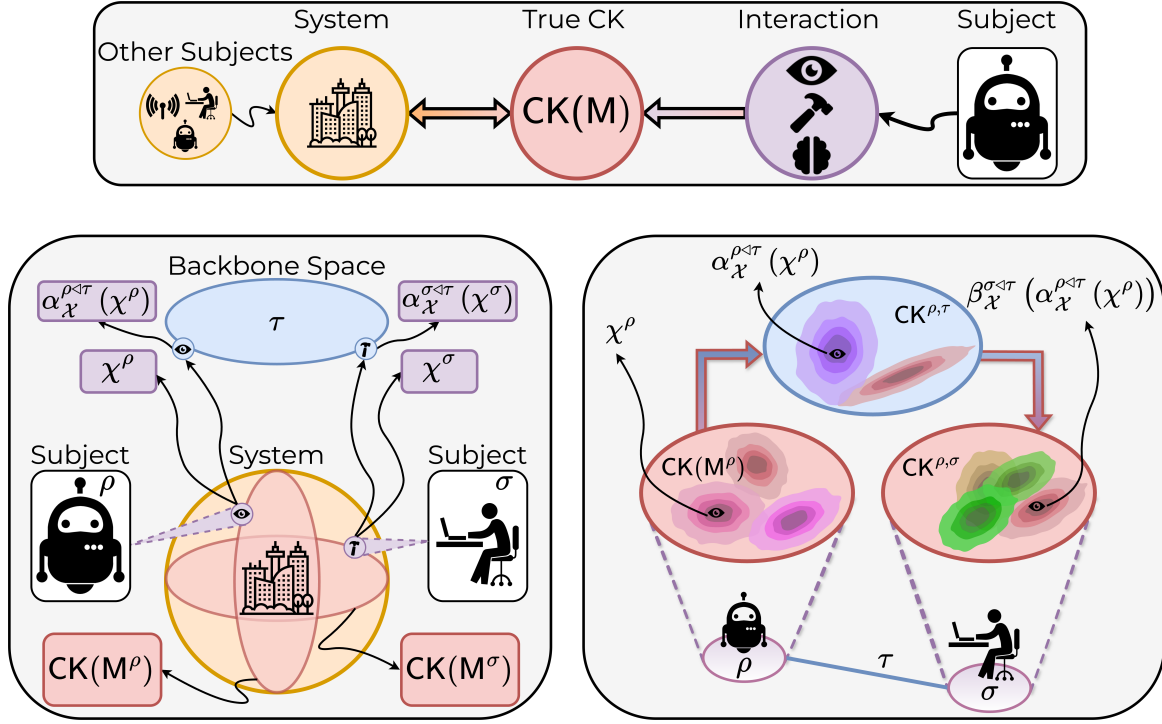 System
True CK
Interaction
Subject
Other Subjects
CK(M)
Backbone Space
α_𝒳^{ρ◁τ} (χ^ρ)
τ
α_𝒳^{σ◁τ} (χ^σ)
χ^ρ
χ^σ
Subject
System
Subject
ρ
σ
CK(M^ρ)
CK(M^σ)
α_𝒳^{ρ◁τ} (χ^ρ)
β_𝒳^{σ◁τ} (α_𝒳^{ρ◁τ} (χ^ρ))
CK^{ρ,τ}
χ^ρ
CK(M^ρ)
CK^{ρ,σ}
ρ
τ
σ